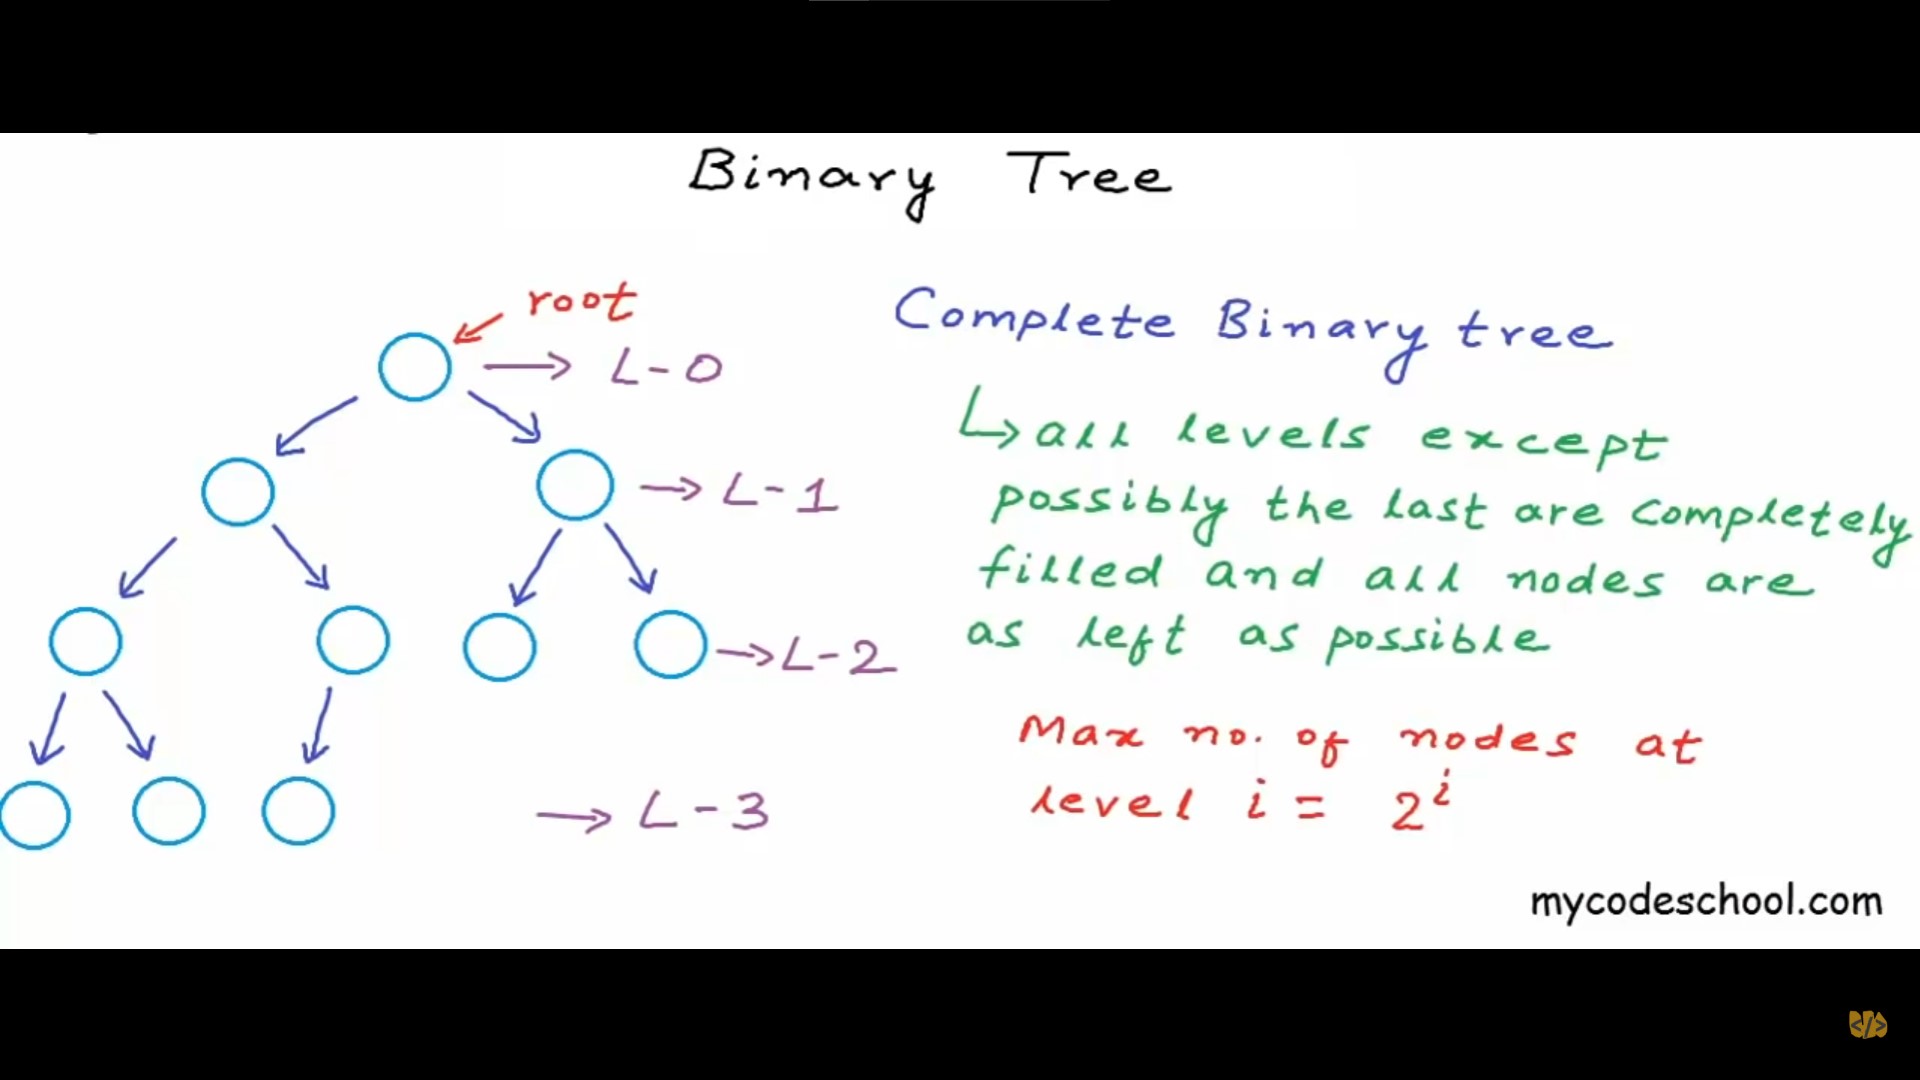 Binary Tree
root
L-0
L-1
L-2
L-3
Complete Binary tree
all levels except
possibly the last are completely
filled and all nodes are
as left as possible
Max no. of nodes at
level i = 2ⁱ
mycodeschool.com
</>